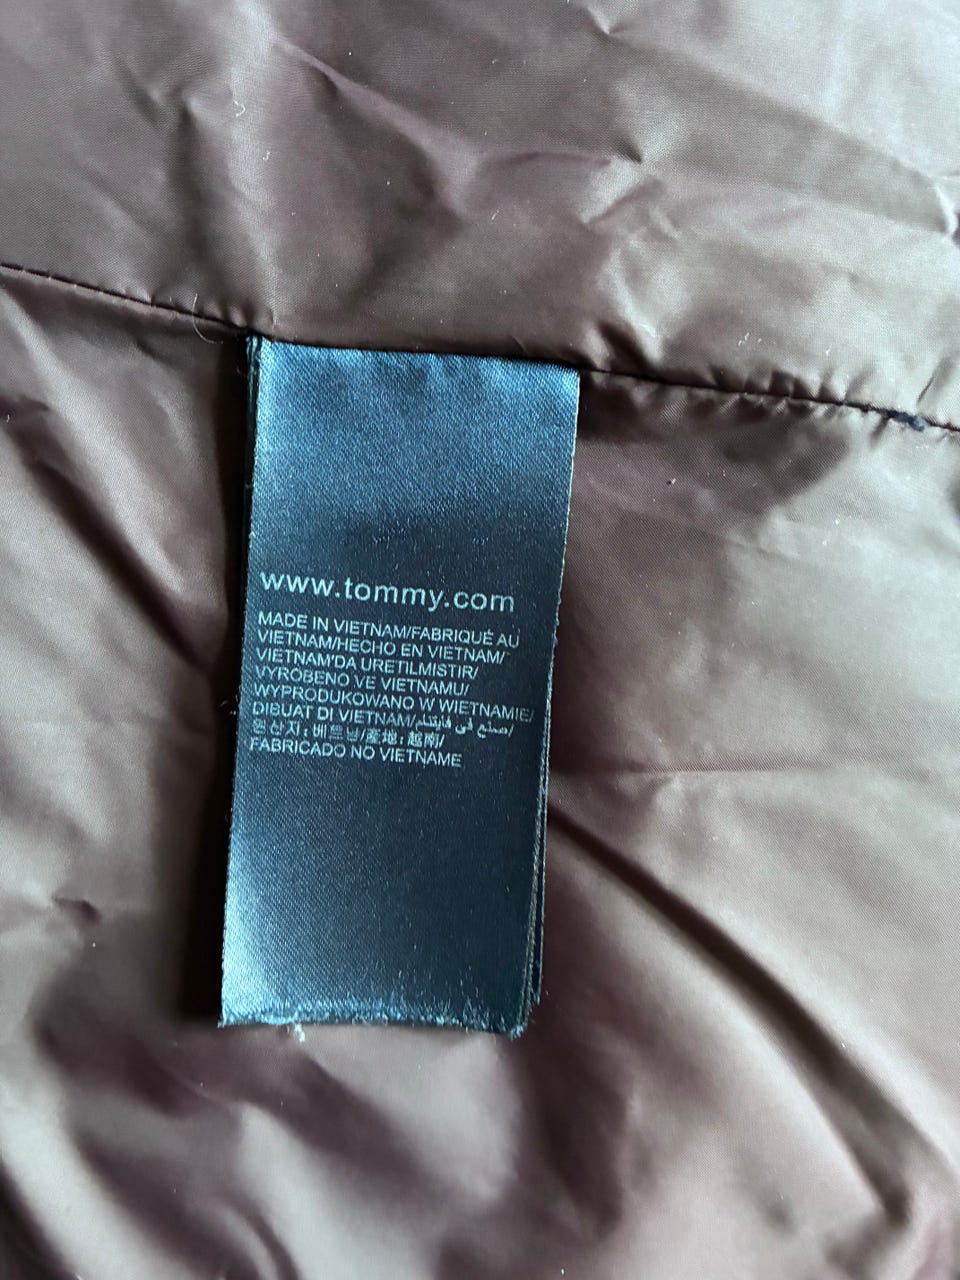 www.tommy.com
MADE IN VIETNAM/FABRIQUÉ AU
VIETNAM/HECHO EN VIETNAM/
VIETNAM'DA URETILMISTIR/
VYROBENO VE VIETNAMU/
WYPRODUKOWANO W WIETNAMIE/
DIBUAT DI VIETNAM/صنع في فايتنام/
원산지：베트남/產地：越南/
FABRICADO NO VIETNAME